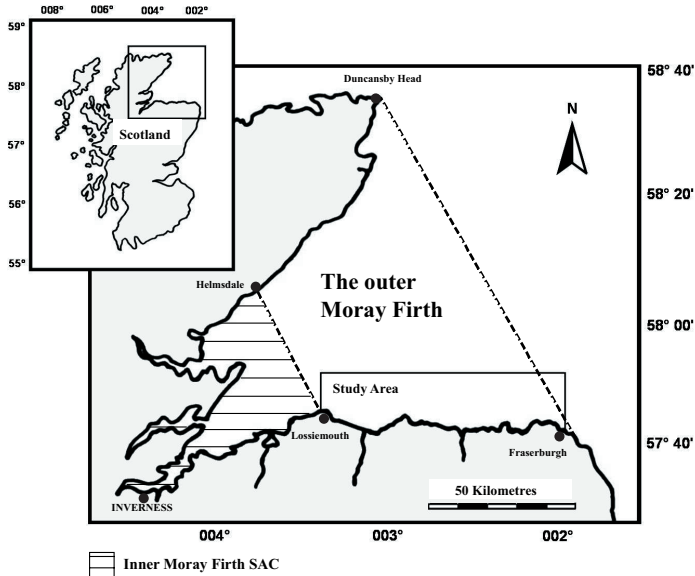 008° 006° 004° 002°
59°
58°
57°
56°
55°
Scotland
58° 40'
58° 20'
58° 00'
57° 40'
Duncansby Head
N
Helmsdale
The outer
Moray Firth
Study Area
Lossiemouth
Fraserburgh
INVERNESS
50 Kilometres
004° 003° 002°
Inner Moray Firth SAC